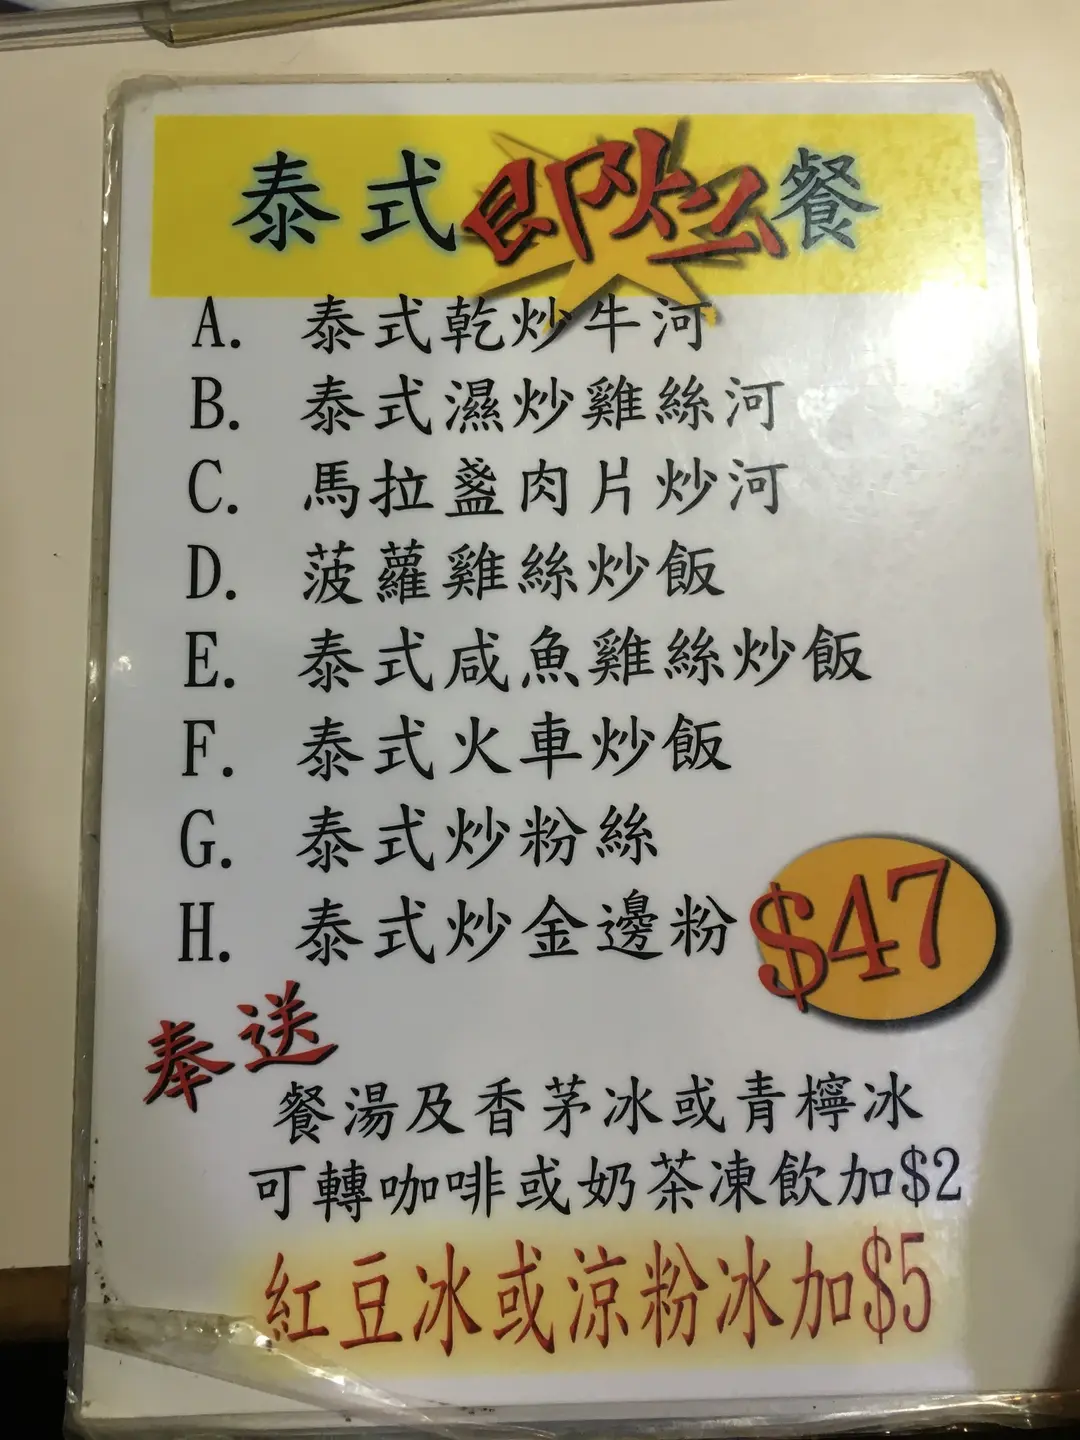 泰式即炒餐
A. 泰式乾炒牛河
B. 泰式濕炒雞絲河
C. 馬拉盞肉片炒河
D. 菠蘿雞絲炒飯
E. 泰式咸魚雞絲炒飯
F. 泰式火車炒飯
G. 泰式炒粉絲
H. 泰式炒金邊粉
$47
奉送
餐湯及香茅冰或青檸冰
可轉咖啡或奶茶凍飲加$2
紅豆冰或涼粉冰加$5